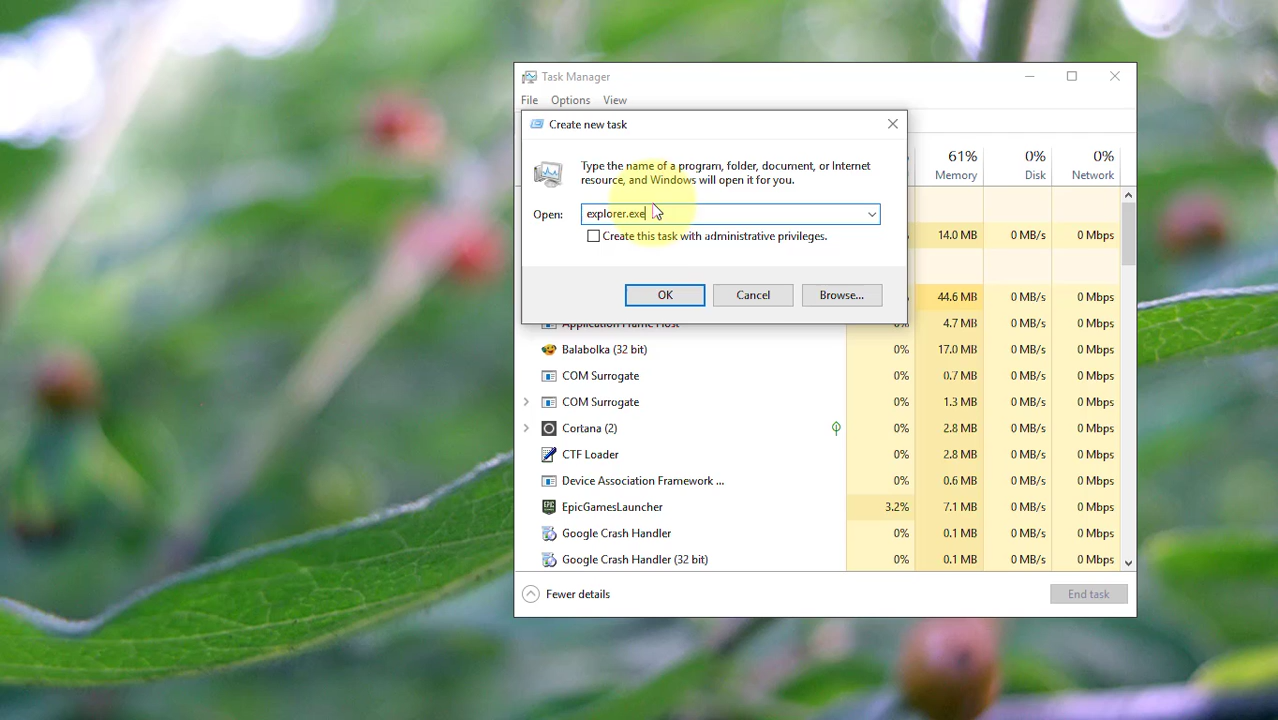 Task Manager
File Options View
Create new task
Type the name of a program, folder, document, or Internet
resource, and Windows will open it for you.
Open: explorer.exe
Create this task with administrative privileges.
OK Cancel Browse...
61% 0% 0%
Memory Disk Network
14.0 MB 0 MB/s 0 Mbps
44.6 MB 0 MB/s 0 Mbps
Application Frame Host 0% 4.7 MB 0 MB/s 0 Mbps
Balabolka (32 bit) 0% 17.0 MB 0 MB/s 0 Mbps
COM Surrogate 0% 0.7 MB 0 MB/s 0 Mbps
COM Surrogate 0% 1.3 MB 0 MB/s 0 Mbps
Cortana (2) 0% 2.8 MB 0 MB/s 0 Mbps
CTF Loader 0% 2.8 MB 0 MB/s 0 Mbps
Device Association Framework ... 0% 0.6 MB 0 MB/s 0 Mbps
EpicGamesLauncher 3.2% 7.1 MB 0 MB/s 0 Mbps
Google Crash Handler 0% 0.1 MB 0 MB/s 0 Mbps
Google Crash Handler (32 bit) 0% 0.1 MB 0 MB/s 0 Mbps
Fewer details End task